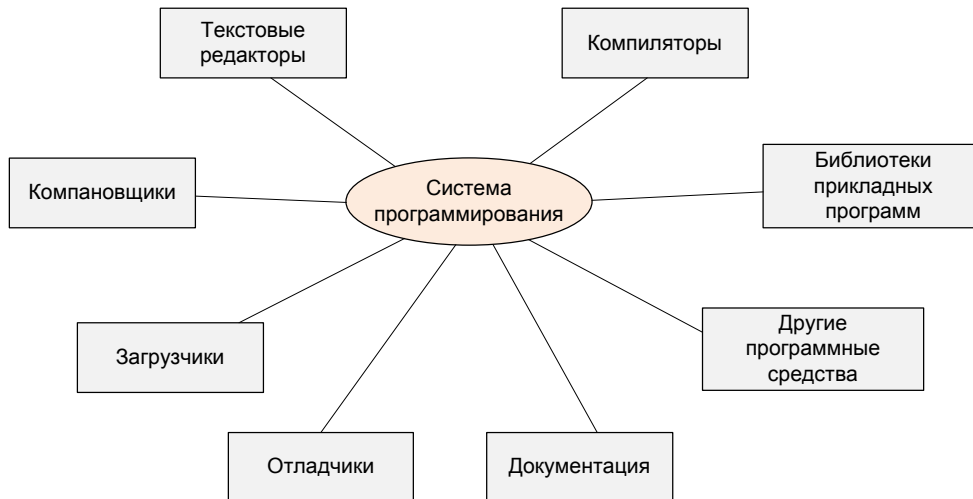 Текстовые
редакторы
Компиляторы
Компановщики
Система
программирования
Библиотеки
прикладных
программ
Загрузчики
Другие
программные
средства
Отладчики
Документация